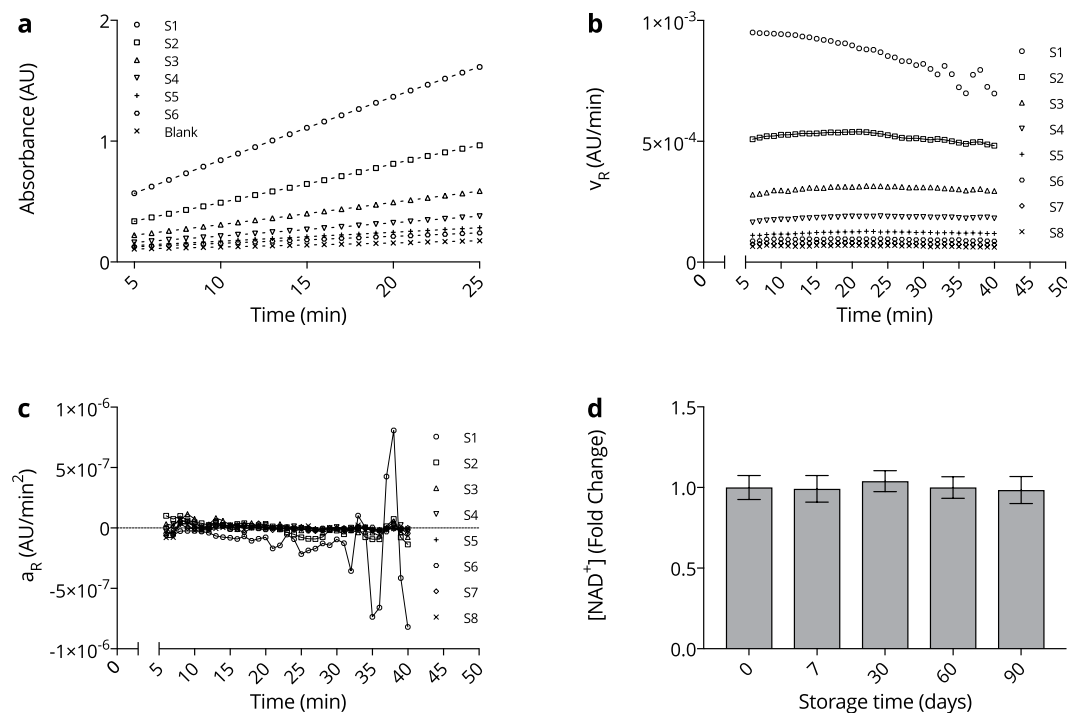 a
2
1
0
Absorbance (AU)
S1
S2
S3
S4
S5
S6
Blank
5
10
15
20
25
Time (min)
b
1×10-3
5×10-4
0
vR (AU/min)
S1
S2
S3
S4
S5
S6
S7
S8
0
5
10
15
20
25
30
35
40
45
50
Time (min)
c
1×10-6
5×10-7
0
-5×10-7
-1×10-6
aR (AU/min2)
S1
S2
S3
S4
S5
S6
S7
S8
0
5
10
15
20
25
30
35
40
45
50
Time (min)
d
1.5
1.0
0.5
0.0
[NAD+] (Fold Change)
0
7
30
60
90
Storage time (days)